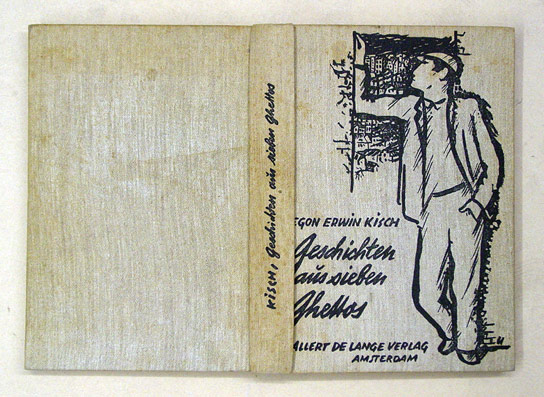 Kisch, Geschichten aus sieben Ghettos
EGON ERWIN KISCH
Geschichten
aus sieben
Ghettos
ALLERT DE LANGE VERLAG
AMSTERDAM